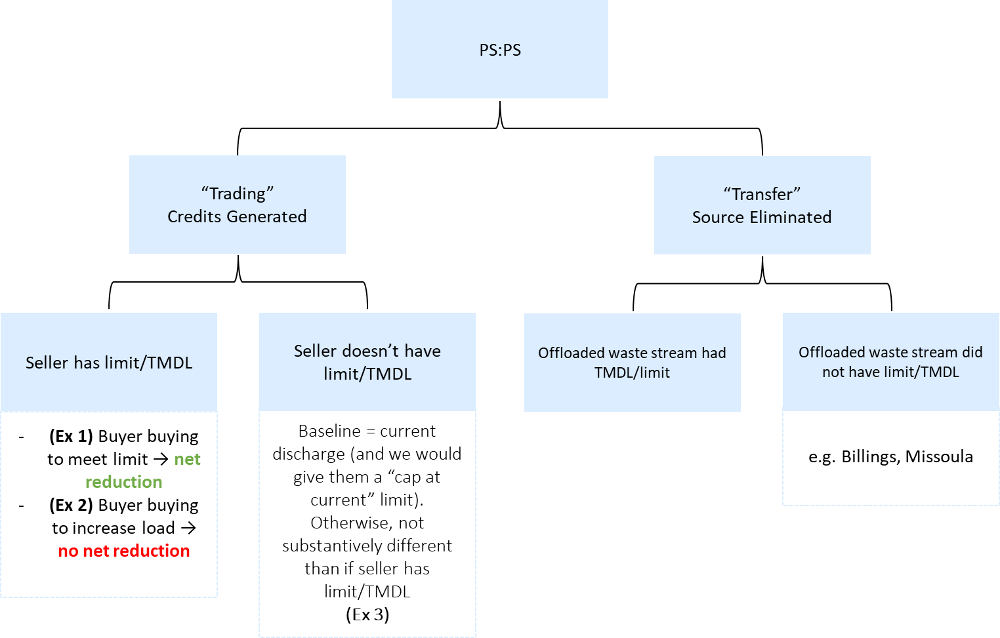 PS:PS
“Trading”
Credits Generated
“Transfer”
Source Eliminated
Seller has limit/TMDL
Seller doesn’t have
limit/TMDL
Offloaded waste stream had
TMDL/limit
Offloaded waste stream did
not have limit/TMDL
- (Ex 1) Buyer buying
to meet limit → net
reduction
- (Ex 2) Buyer buying
to increase load →
no net reduction
Baseline = current
discharge (and we would
give them a “cap at
current” limit).
Otherwise, not
substantively different
than if seller has
limit/TMDL
(Ex 3)
e.g. Billings, Missoula